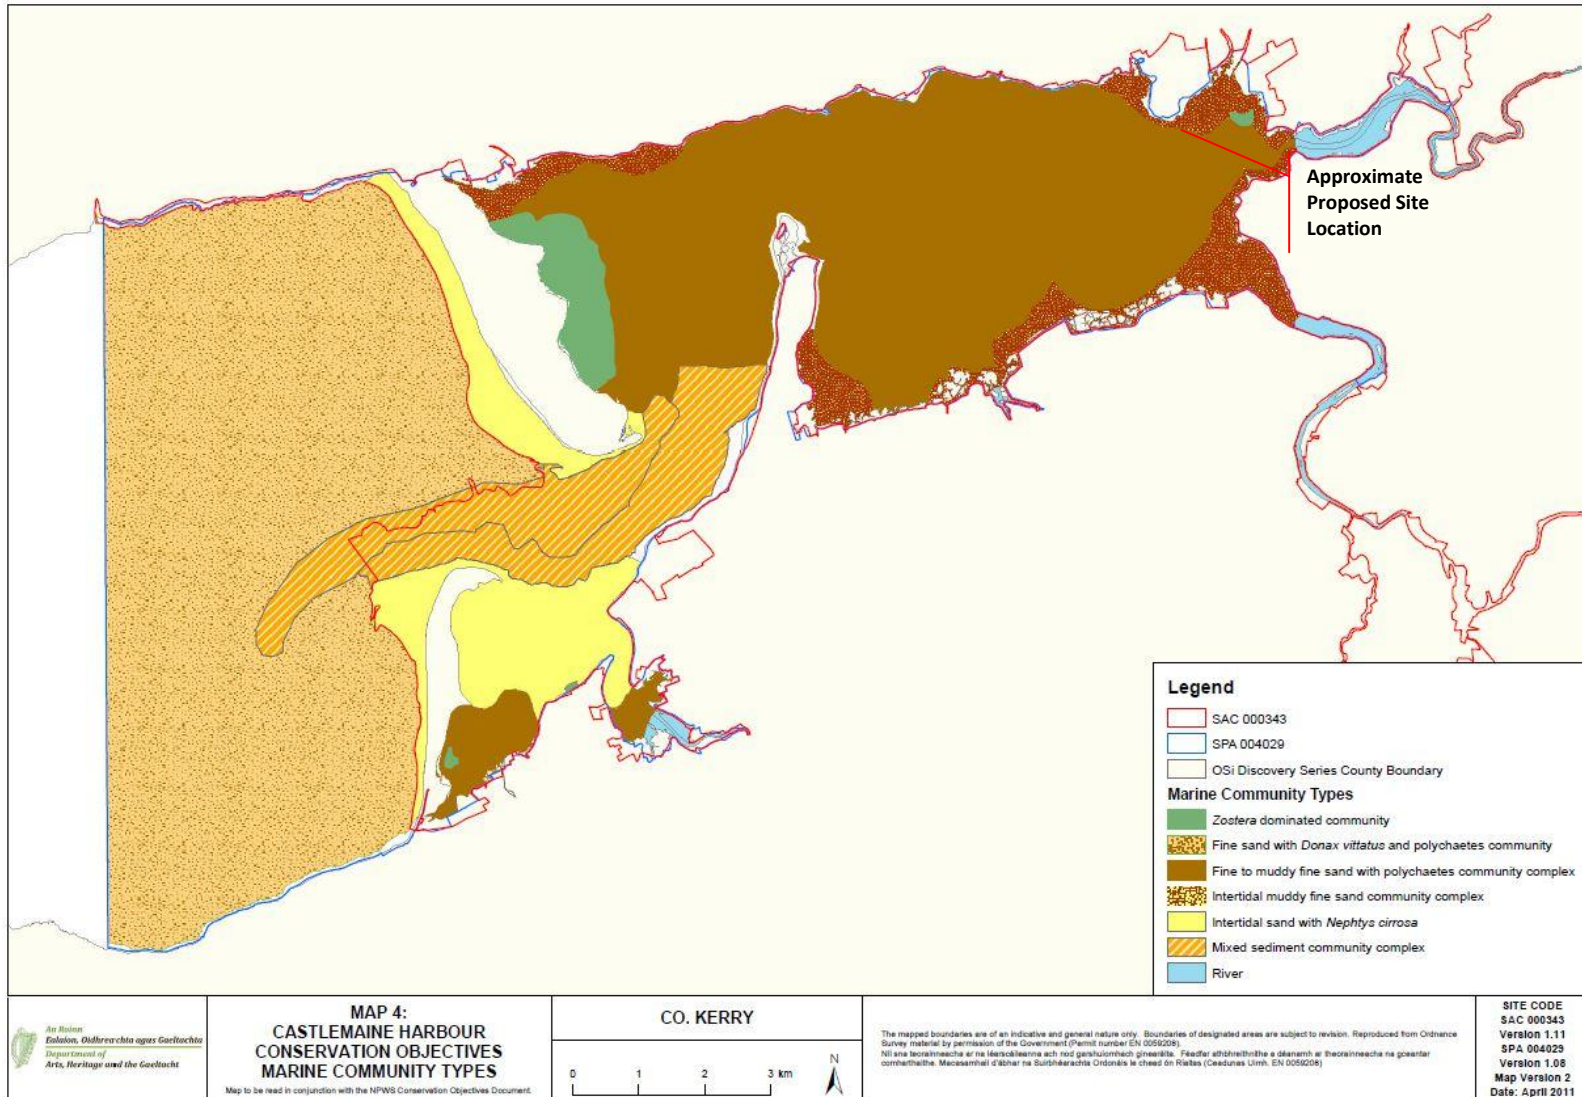 Approximate
Proposed Site
Location
Legend
SAC 000343
SPA 004029
OSi Discovery Series County Boundary
Marine Community Types
Zostera dominated community
Fine sand with Donax vittatus and polychaetes community
Fine to muddy fine sand with polychaetes community complex
Intertidal muddy fine sand community complex
Intertidal sand with Nephtys cirrosa
Mixed sediment community complex
River
An Roinn
Ealaíon, Oidhreachta agus Gaeltachta
Department of
Arts, Heritage and the Gaeltacht
MAP 4:
CASTLEMAINE HARBOUR
CONSERVATION OBJECTIVES
MARINE COMMUNITY TYPES
Map to be read in conjunction with the NPWS Conservation Objectives Document.
CO. KERRY
0 1 2 3 km
N
The mapped boundaries are of an indicative and general nature only. Boundaries of designated areas are subject to revision. Reproduced from Ordnance
Survey material by permission of the Government (Permit number EN 0059208).
SITE CODE
SAC 000343
Version 1.11
SPA 004029
Version 1.08
Map Version 2
Date: April 2011